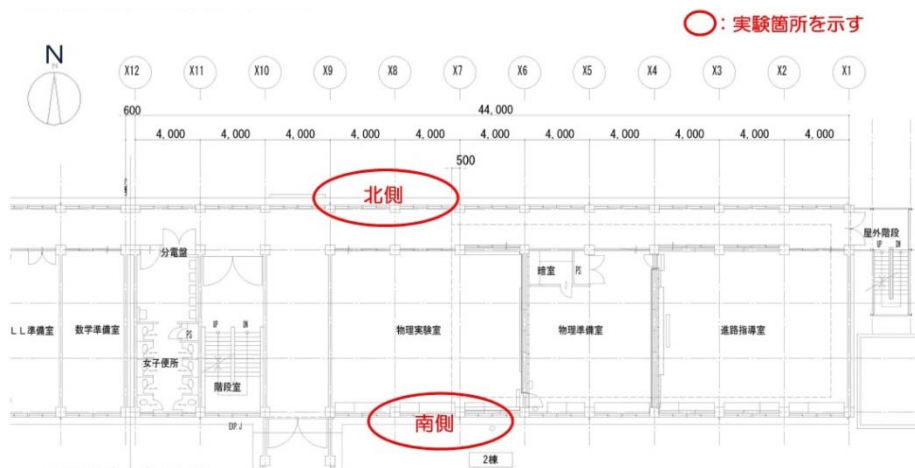 ○: 実験箇所を示す
N
X12 X11 X10 X9 X8 X7 X6 X5 X4 X3 X2 X1
600 44,000
4,000 4,000 4,000 4,000 4,000 4,000 4,000 4,000 4,000 4,000 4,000
500
北側
屋外階段
UP DN
分電盤
暗室 PS
LL準備室 数学準備室 物理実験室 物理準備室 進路指導室
UP DN
PS
女子便所
階段室
南側
EXP.J
2棟